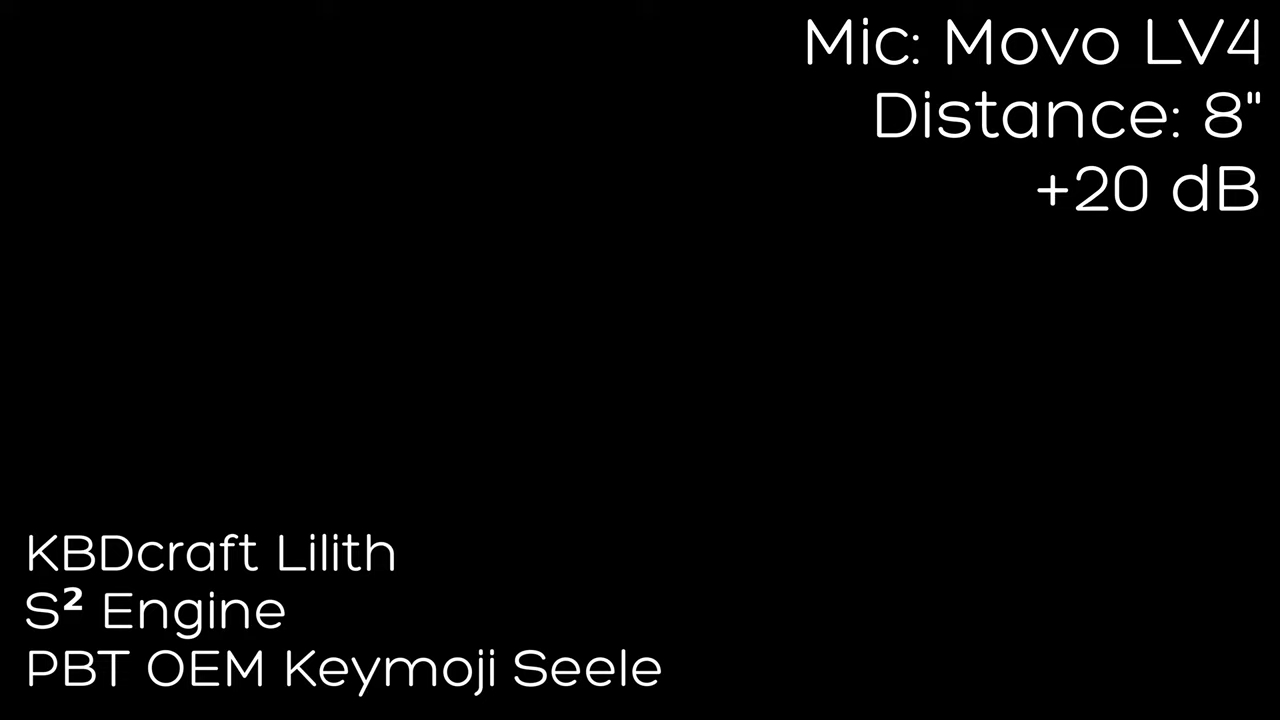 Mic: Movo LV4
Distance: 8"
+20 dB
KBDcraft Lilith
S² Engine
PBT OEM Keymoji Seele